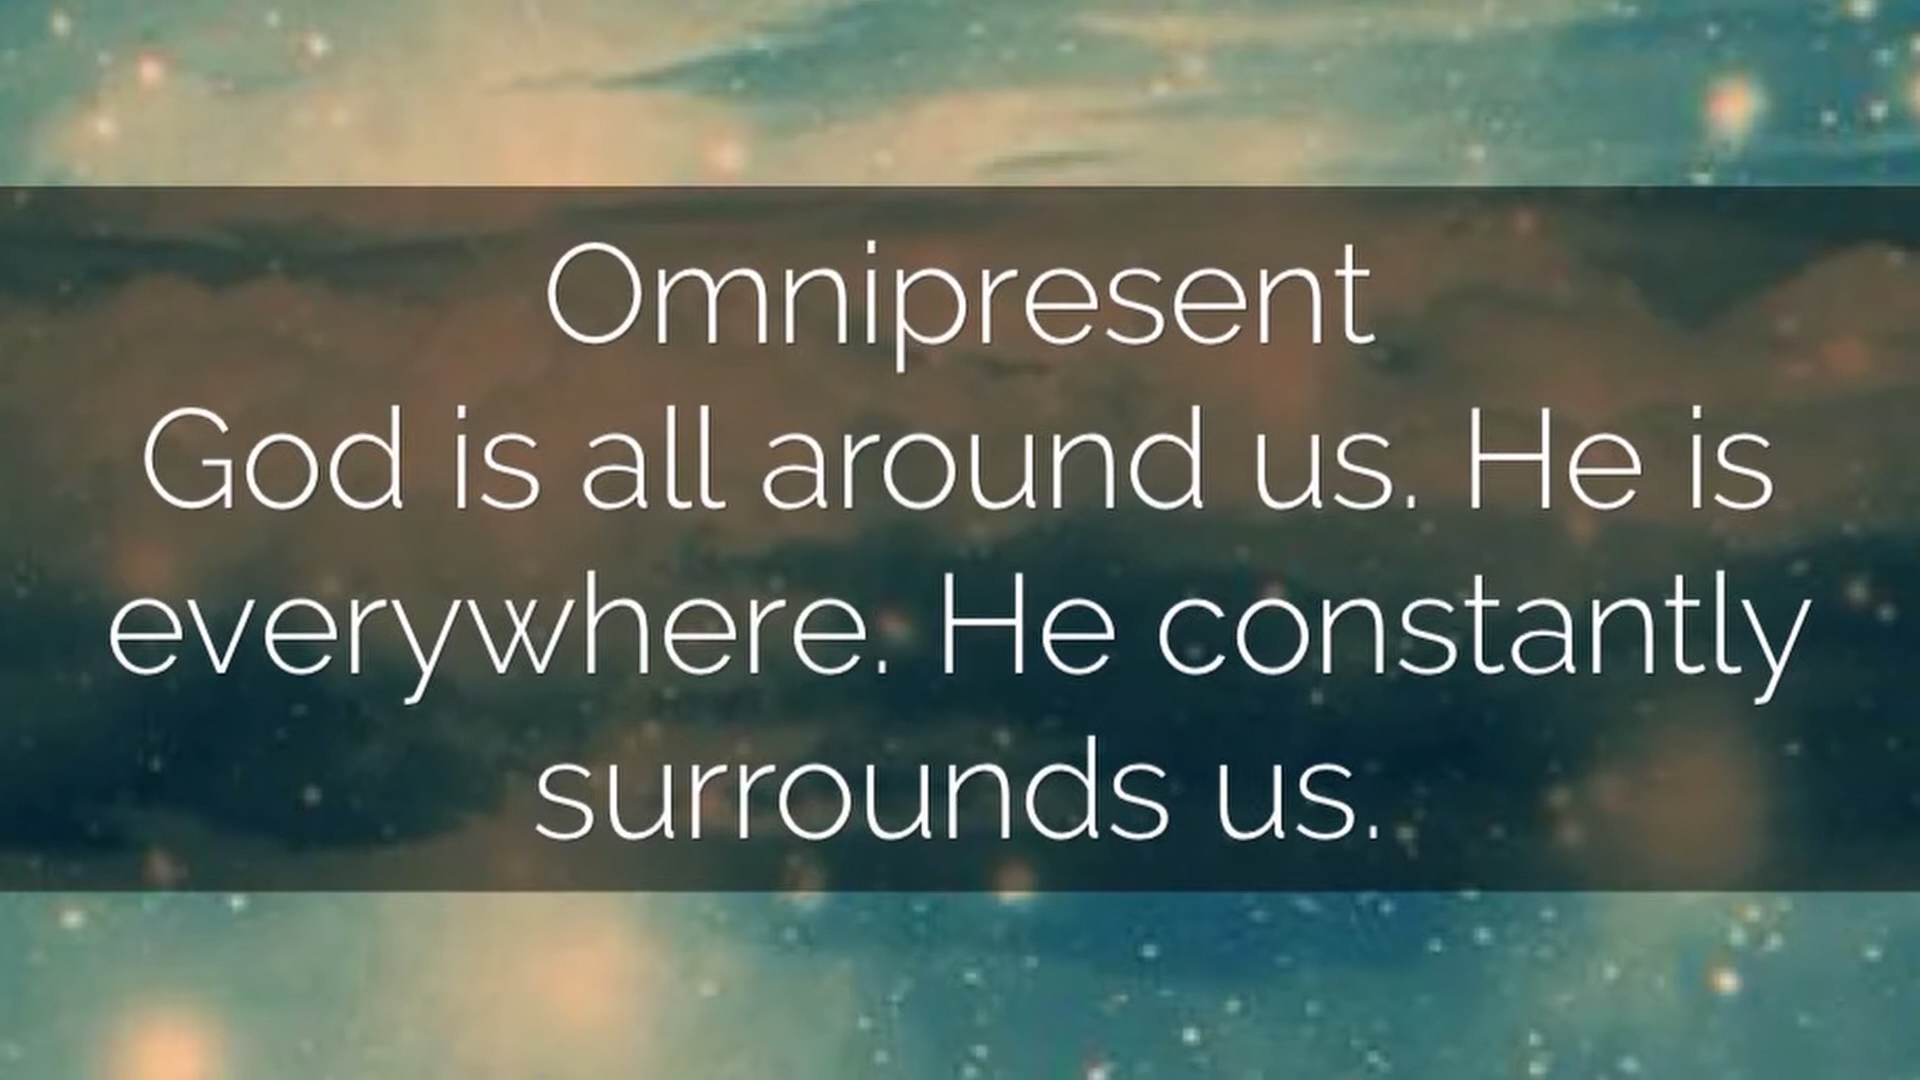 Omnipresent
God is all around us. He is
everywhere. He constantly
surrounds us.